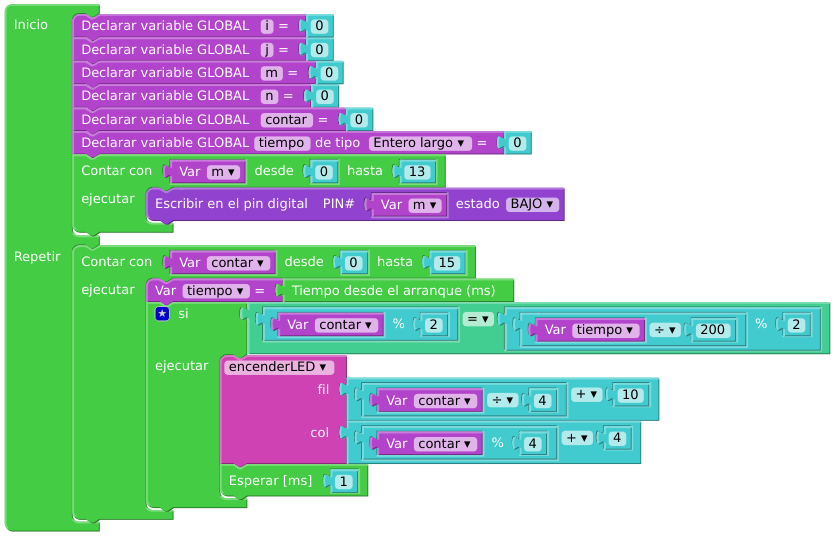 Inicio
Declarar variable GLOBAL i = 0
Declarar variable GLOBAL j = 0
Declarar variable GLOBAL m = 0
Declarar variable GLOBAL n = 0
Declarar variable GLOBAL contar = 0
Declarar variable GLOBAL tiempo de tipo Entero largo ▾ = 0
Contar con Var m ▾ desde 0 hasta 13
ejecutar Escribir en el pin digital PIN# Var m ▾ estado BAJO ▾
Repetir Contar con Var contar ▾ desde 0 hasta 15
ejecutar Var tiempo ▾ = Tiempo desde el arranque (ms)
si Var contar ▾ % 2 = ▾ Var tiempo ▾ ÷ ▾ 200 % 2
ejecutar encenderLED ▾
fil Var contar ▾ ÷ ▾ 4 + ▾ 10
col Var contar ▾ % 4 + ▾ 4
Esperar [ms] 1